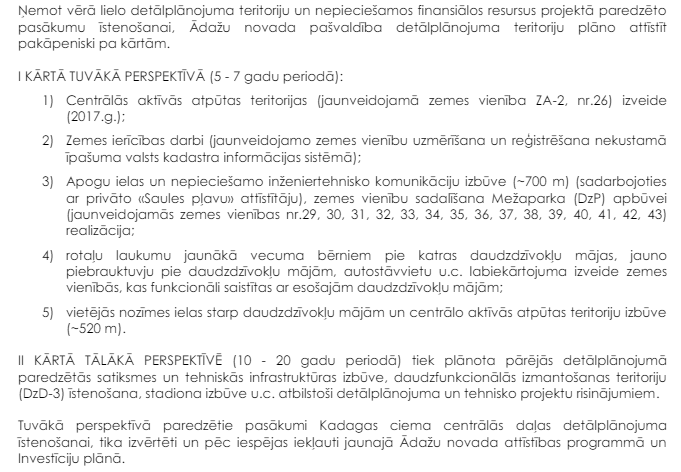 Ņemot vērā lielo detālplānojuma teritoriju un nepieciešamos finansiālos resursus projektā paredzēto
pasākumu īstenošanai, Ādažu novada pašvaldība detālplānojuma teritoriju plāno attīstīt
pakāpeniski pa kārtām.
I KĀRTĀ TUVĀKĀ PERSPEKTĪVĀ (5 - 7 gadu periodā):
1) Centrālās aktīvās atpūtas teritorijas (jaunveidojamā zemes vienība ZA-2, nr.26) izveide
(2017.g.);
2) Zemes ierīcības darbi (jaunveidojamo zemes vienību uzmērīšana un reģistrēšana nekustamā
īpašuma valsts kadastra informācijas sistēmā);
3) Apogu ielas un nepieciešamo inženiertehnisko komunikāciju izbūve (~700 m) (sadarbojoties
ar privāto «Saules pļavu» attīstītāju), zemes vienību sadalīšana Mežaparka (DzP) apbūvei
(jaunveidojamās zemes vienības nr.29, 30, 31, 32, 33, 34, 35, 36, 37, 38, 39, 40, 41, 42, 43)
realizācija;
4) rotaļu laukumu jaunākā vecuma bērniem pie katras daudzdzīvokļu mājas, jauno
piebrauktuvju pie daudzdzīvokļu mājām, autostāvvietu u.c. labiekārtojuma izveide zemes
vienībās, kas funkcionāli saistītas ar esošajām daudzdzīvokļu mājām;
5) vietējās nozīmes ielas starp daudzdzīvokļu mājām un centrālo aktīvās atpūtas teritoriju izbūve
(~520 m).
II KĀRTĀ TĀLĀKĀ PERSPEKTĪVĒ (10 - 20 gadu periodā) tiek plānota pārējās detālplānojumā
paredzētās satiksmes un tehniskās infrastruktūras izbūve, daudzfunkcionālās izmantošanas teritoriju
(DzD-3) īstenošana, stadiona izbūve u.c. atbilstoši detālplānojuma un tehnisko projektu risinājumiem.
Tuvākā perspektīvā paredzētie pasākumi Kadagas ciema centrālās daļas detālplānojuma
īstenošanai, tika izvērtēti un pēc iespējas iekļauti jaunajā Ādažu novada attīstības programmā un
Investīciju plānā.